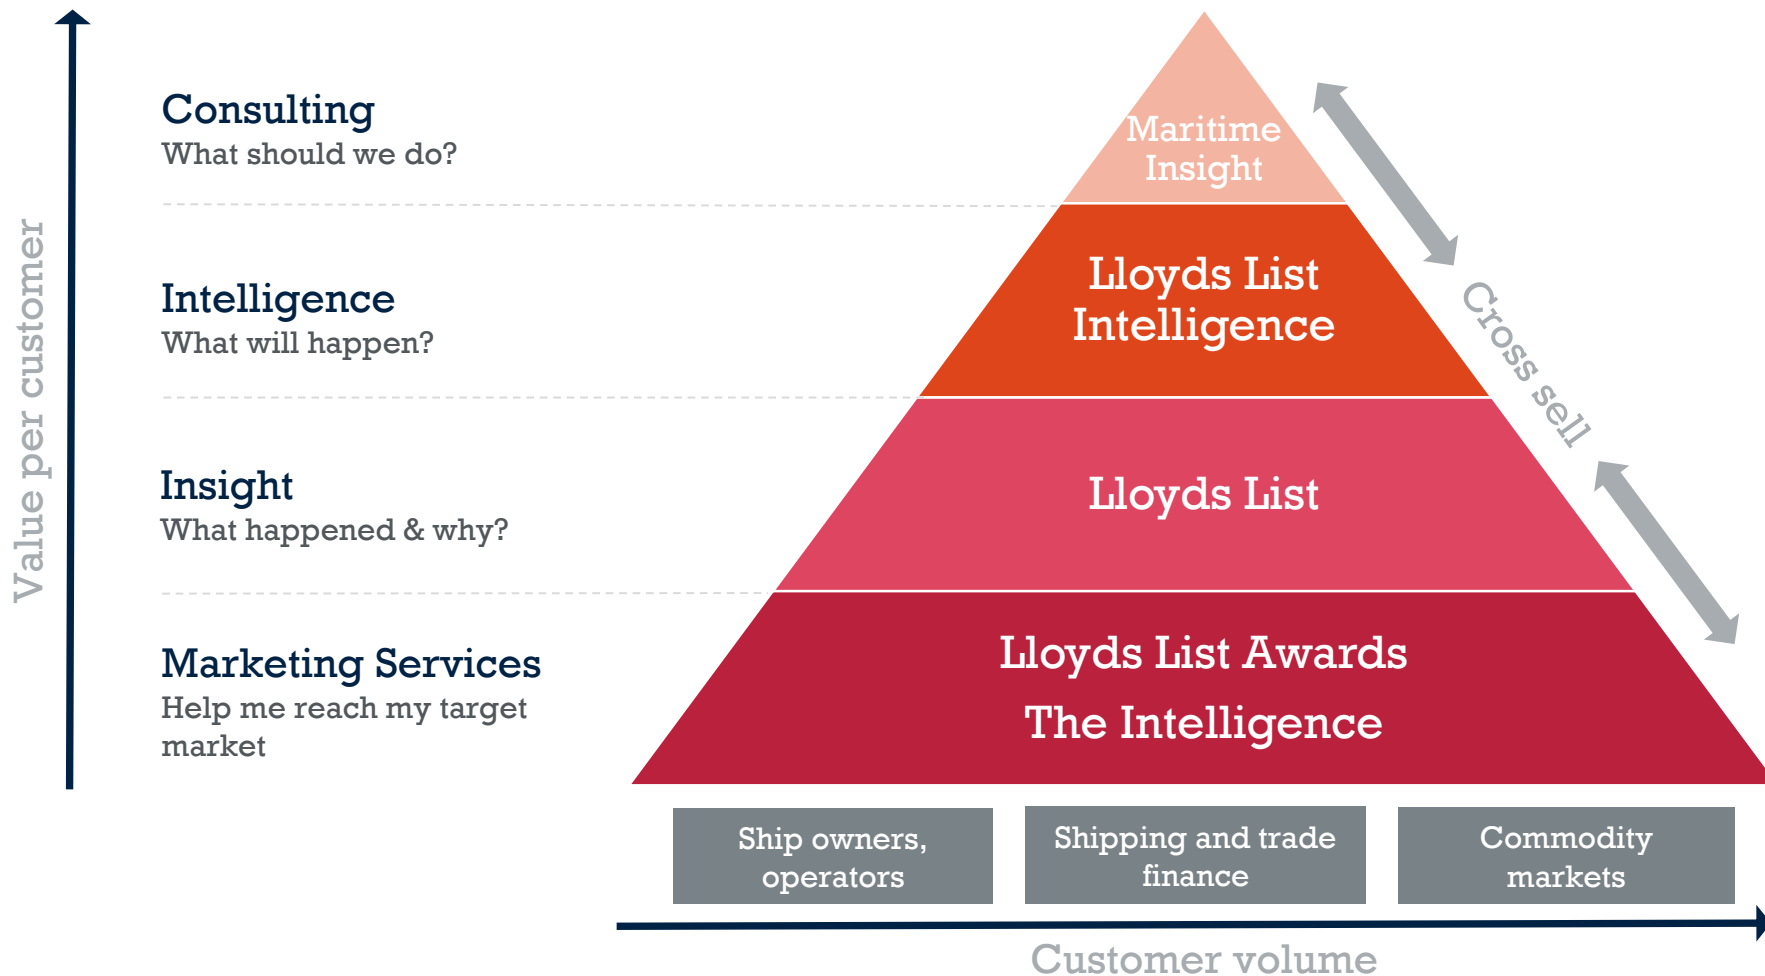 Value per customer
Consulting
What should we do?
Intelligence
What will happen?
Insight
What happened & why?
Marketing Services
Help me reach my target
market
Maritime
Insight
Lloyds List
Intelligence
Lloyds List
Lloyds List Awards
The Intelligence
Cross sell
Ship owners,
operators
Shipping and trade
finance
Commodity
markets
Customer volume